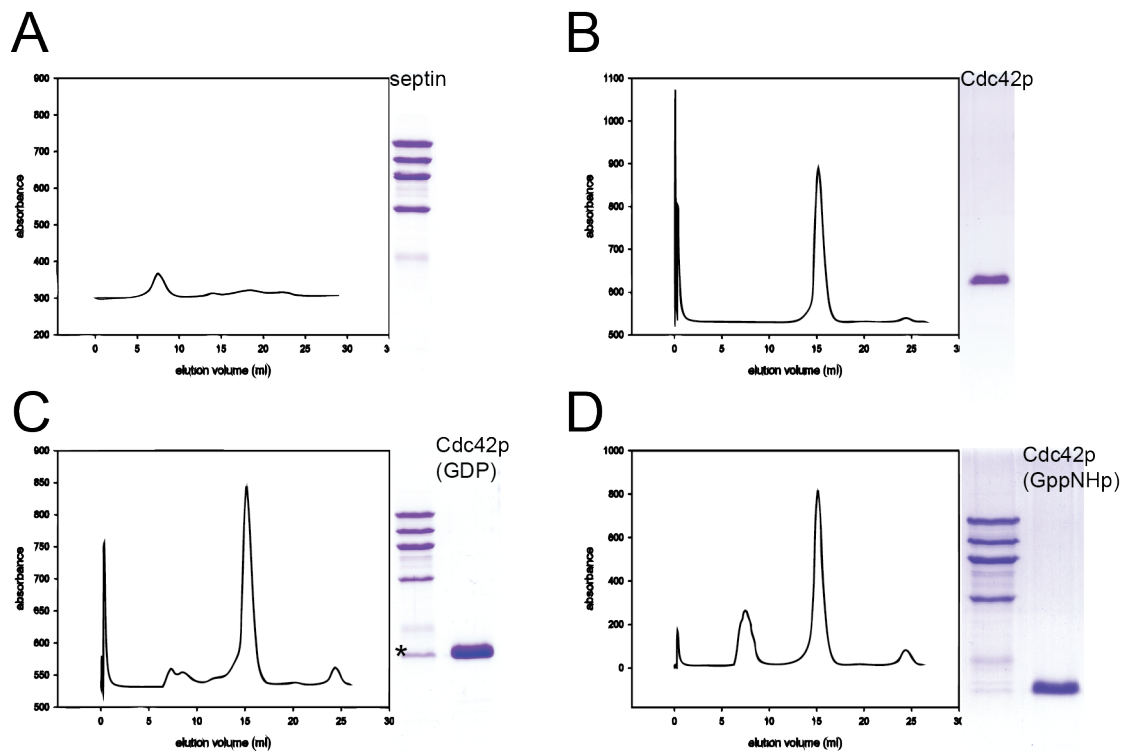 A
septin
900
800
700
600
500
400
300
200
absorbance
0 5 10 15 20 25 30 3
elution volume (ml)
B
Cdc42p
1100
1000
900
800
700
600
500
absorbance
0 5 10 15 20 25 3
elution volume (ml)
C
Cdc42p
(GDP)
900
850
800
750
700
650
600
550
500
absorbance
*
0 5 10 15 20 25 30
elution volume (ml)
D
Cdc42p
(GppNHp)
1000
800
600
400
200
0
absorbance
0 5 10 15 20 25 3
elution volume (ml)